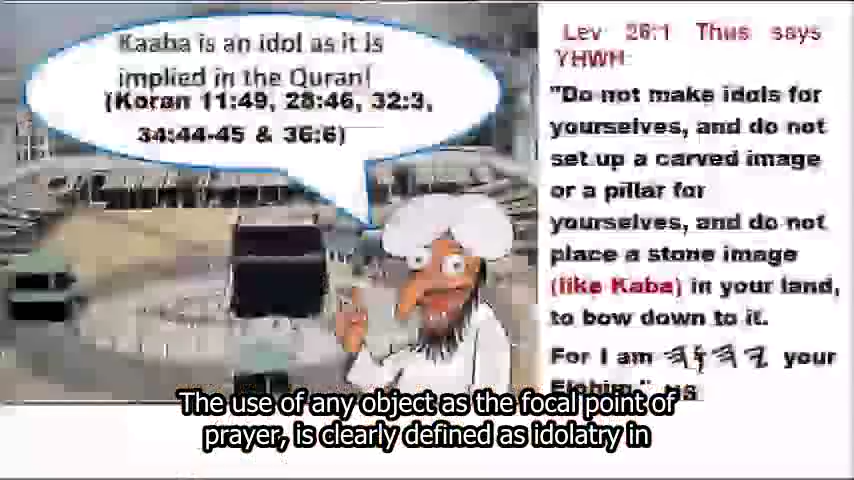 Kaaba is an idol as it is
implied in the Quran!
(Koran 11:49, 28:46, 32:3,
34:44-45 & 36:6)
Lev 26:1 Thus says
YHWH:
"Do not make idols for
yourselves, and do not
set up a carved image
or a pillar for
yourselves, and do not
place a stone image
(like Kaba) in your land,
to bow down to it.
For I am 𐤉𐤄𐤅𐤄 your
Elohim."
The use of any object as the focal point of
prayer, is clearly defined as idolatry in